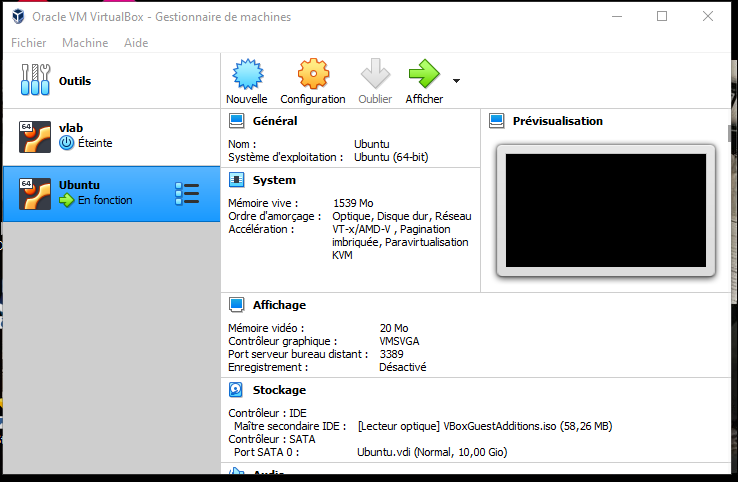 Oracle VM VirtualBox - Gestionnaire de machines
Fichier Machine Aide
Outils
Nouvelle Configuration Oublier Afficher
64 vlab
Éteinte
64 Ubuntu
En fonction
Général
Nom : Ubuntu
Système d'exploitation : Ubuntu (64-bit)
Prévisualisation
System
Mémoire vive : 1539 Mo
Ordre d'amorçage : Optique, Disque dur, Réseau
Accélération : VT-x/AMD-V , Pagination
imbriquée, Paravirtualisation
KVM
Affichage
Mémoire vidéo : 20 Mo
Contrôleur graphique : VMSVGA
Port serveur bureau distant : 3389
Enregistrement : Désactivé
Stockage
Contrôleur : IDE
Maître secondaire IDE : [Lecteur optique] VBoxGuestAdditions.iso (58,26 MB)
Contrôleur : SATA
Port SATA 0 : Ubuntu.vdi (Normal, 10,00 Gio)
Audio